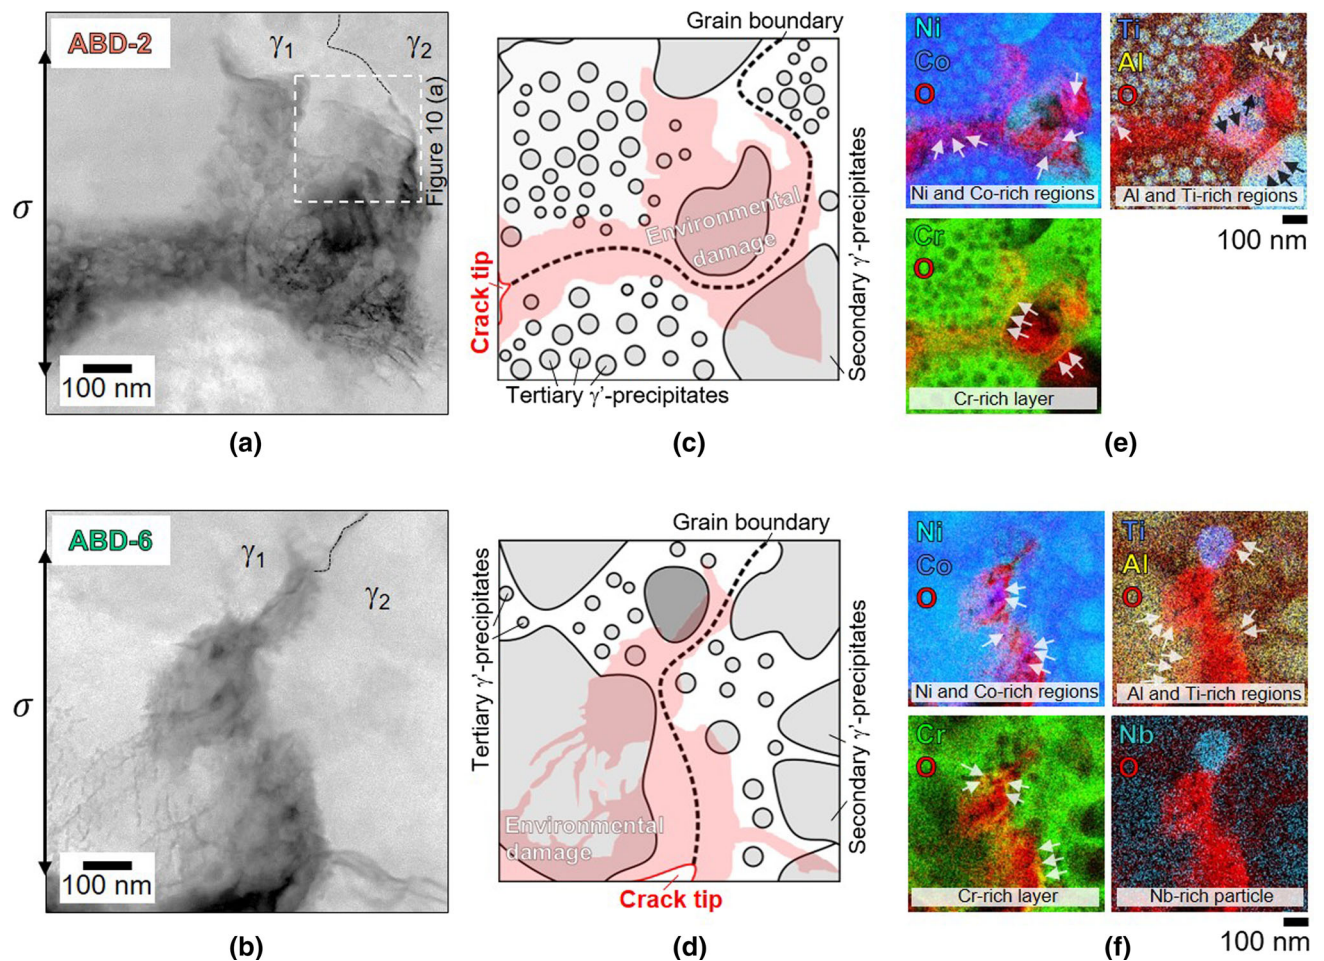 ABD-2
γ1
γ2
Figure 10 (a)
σ
100 nm
(a)
Grain boundary
Environmental
damage
Crack tip
Secondary γ'-precipitates
Tertiary γ'-precipitates
(c)
Ni
Co
O
Ni and Co-rich regions
Ti
Al
O
Al and Ti-rich regions
100 nm
Cr
O
Cr-rich layer
(e)
ABD-6
γ1
γ2
σ
100 nm
(b)
Grain boundary
Tertiary γ'-precipitates
Secondary γ'-precipitates
Environmental
damage
Crack tip
(d)
Ni
Co
O
Ni and Co-rich regions
Ti
Al
O
Al and Ti-rich regions
Cr
O
Cr-rich layer
Nb
O
Nb-rich particle
100 nm
(f)